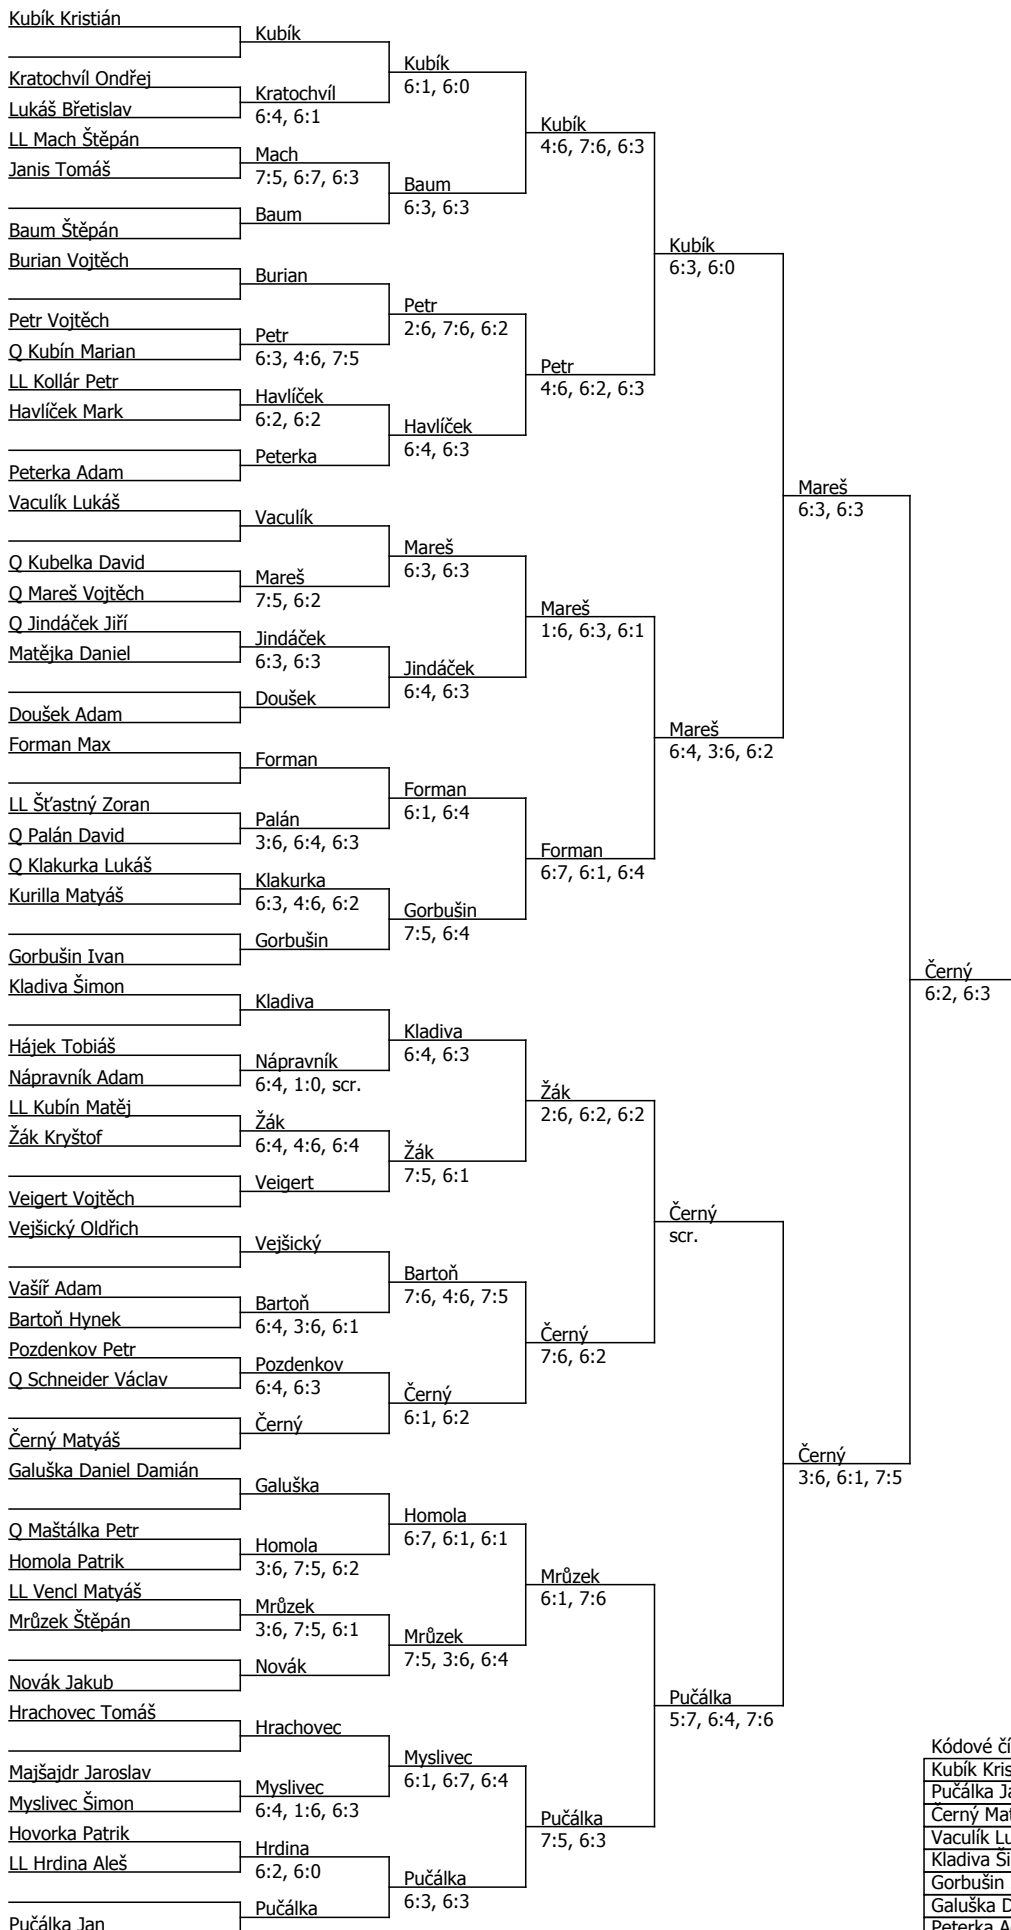 Kubík Kristián
Kubík
Kubík
6:1, 6:0
Kratochvíl Ondřej
Kratochvíl
6:4, 6:1
Lukáš Břetislav
Kubík
4:6, 7:6, 6:3
LL Mach Štěpán
Mach
7:5, 6:7, 6:3
Janis Tomáš
Baum
6:3, 6:3
Baum
Baum Štěpán
Kubík
6:3, 6:0
Burian Vojtěch
Burian
Petr
2:6, 7:6, 6:2
Petr Vojtěch
Petr
6:3, 4:6, 7:5
Q Kubín Marian
Petr
4:6, 6:2, 6:3
LL Kollár Petr
Havlíček
6:2, 6:2
Havlíček Mark
Havlíček
6:4, 6:3
Peterka
Peterka Adam
Mareš
6:3, 6:3
Vaculík Lukáš
Vaculík
Mareš
6:3, 6:3
Q Kubelka David
Mareš
7:5, 6:2
Q Mareš Vojtěch
Mareš
1:6, 6:3, 6:1
Q Jindáček Jiří
Jindáček
6:3, 6:3
Matějka Daniel
Jindáček
6:4, 6:3
Doušek
Doušek Adam
Mareš
6:4, 3:6, 6:2
Forman Max
Forman
Forman
6:1, 6:4
LL Šťastný Zoran
Palán
3:6, 6:4, 6:3
Q Palán David
Forman
6:7, 6:1, 6:4
Q Klakurka Lukáš
Klakurka
6:3, 4:6, 6:2
Kurilla Matyáš
Gorbušin
7:5, 6:4
Gorbušin
Gorbušin Ivan
Černý
6:2, 6:3
Kladiva Šimon
Kladiva
Kladiva
6:4, 6:3
Hájek Tobiáš
Nápravník
6:4, 1:0, scr.
Nápravník Adam
Žák
2:6, 6:2, 6:2
LL Kubín Matěj
Žák
6:4, 4:6, 6:4
Žák Kryštof
Žák
7:5, 6:1
Veigert
Veigert Vojtěch
Černý
scr.
Vejšický Oldřich
Vejšický
Bartoň
7:6, 4:6, 7:5
Vašíř Adam
Bartoň
6:4, 3:6, 6:1
Bartoň Hynek
Černý
7:6, 6:2
Pozdenkov Petr
Pozdenkov
6:4, 6:3
Q Schneider Václav
Černý
6:1, 6:2
Černý
Černý Matyáš
Černý
3:6, 6:1, 7:5
Galuška Daniel Damián
Galuška
Homola
6:7, 6:1, 6:1
Q Maštálka Petr
Homola
3:6, 7:5, 6:2
Homola Patrik
Mrůzek
6:1, 7:6
LL Vencl Matyáš
Mrůzek
3:6, 7:5, 6:1
Mrůzek Štěpán
Mrůzek
7:5, 3:6, 6:4
Novák
Novák Jakub
Pučálka
5:7, 6:4, 7:6
Hrachovec Tomáš
Hrachovec
Myslivec
6:1, 6:7, 6:4
Majšajdr Jaroslav
Myslivec
6:4, 1:6, 6:3
Myslivec Šimon
Pučálka
7:5, 6:3
Hovorka Patrik
Hrdina
6:2, 6:0
LL Hrdina Aleš
Pučálka
6:3, 6:3
Pučálka
Pučálka Jan
Kódové čí
Kubík Kris
Pučálka Ja
Černý Mat
Vaculík Lu
Kladiva Ši
Gorbušin
Galuška D
Peterka A